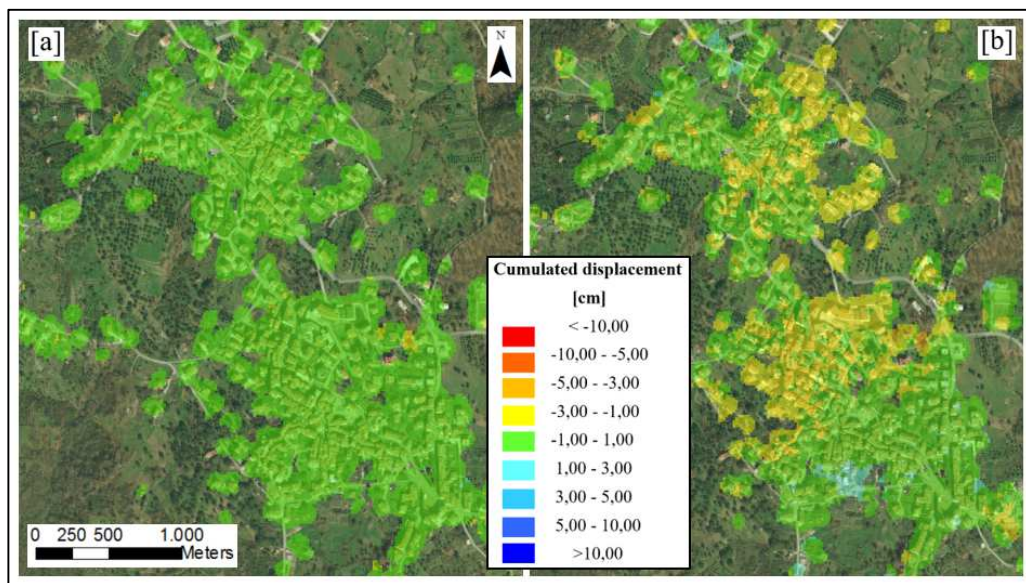 [a]
N
[b]
Cumulated displacement
[cm]
< -10,00
-10,00 - -5,00
-5,00 - -3,00
-3,00 - -1,00
-1,00 - 1,00
1,00 - 3,00
3,00 - 5,00
5,00 - 10,00
>10,00
0 250 500 1.000
Meters